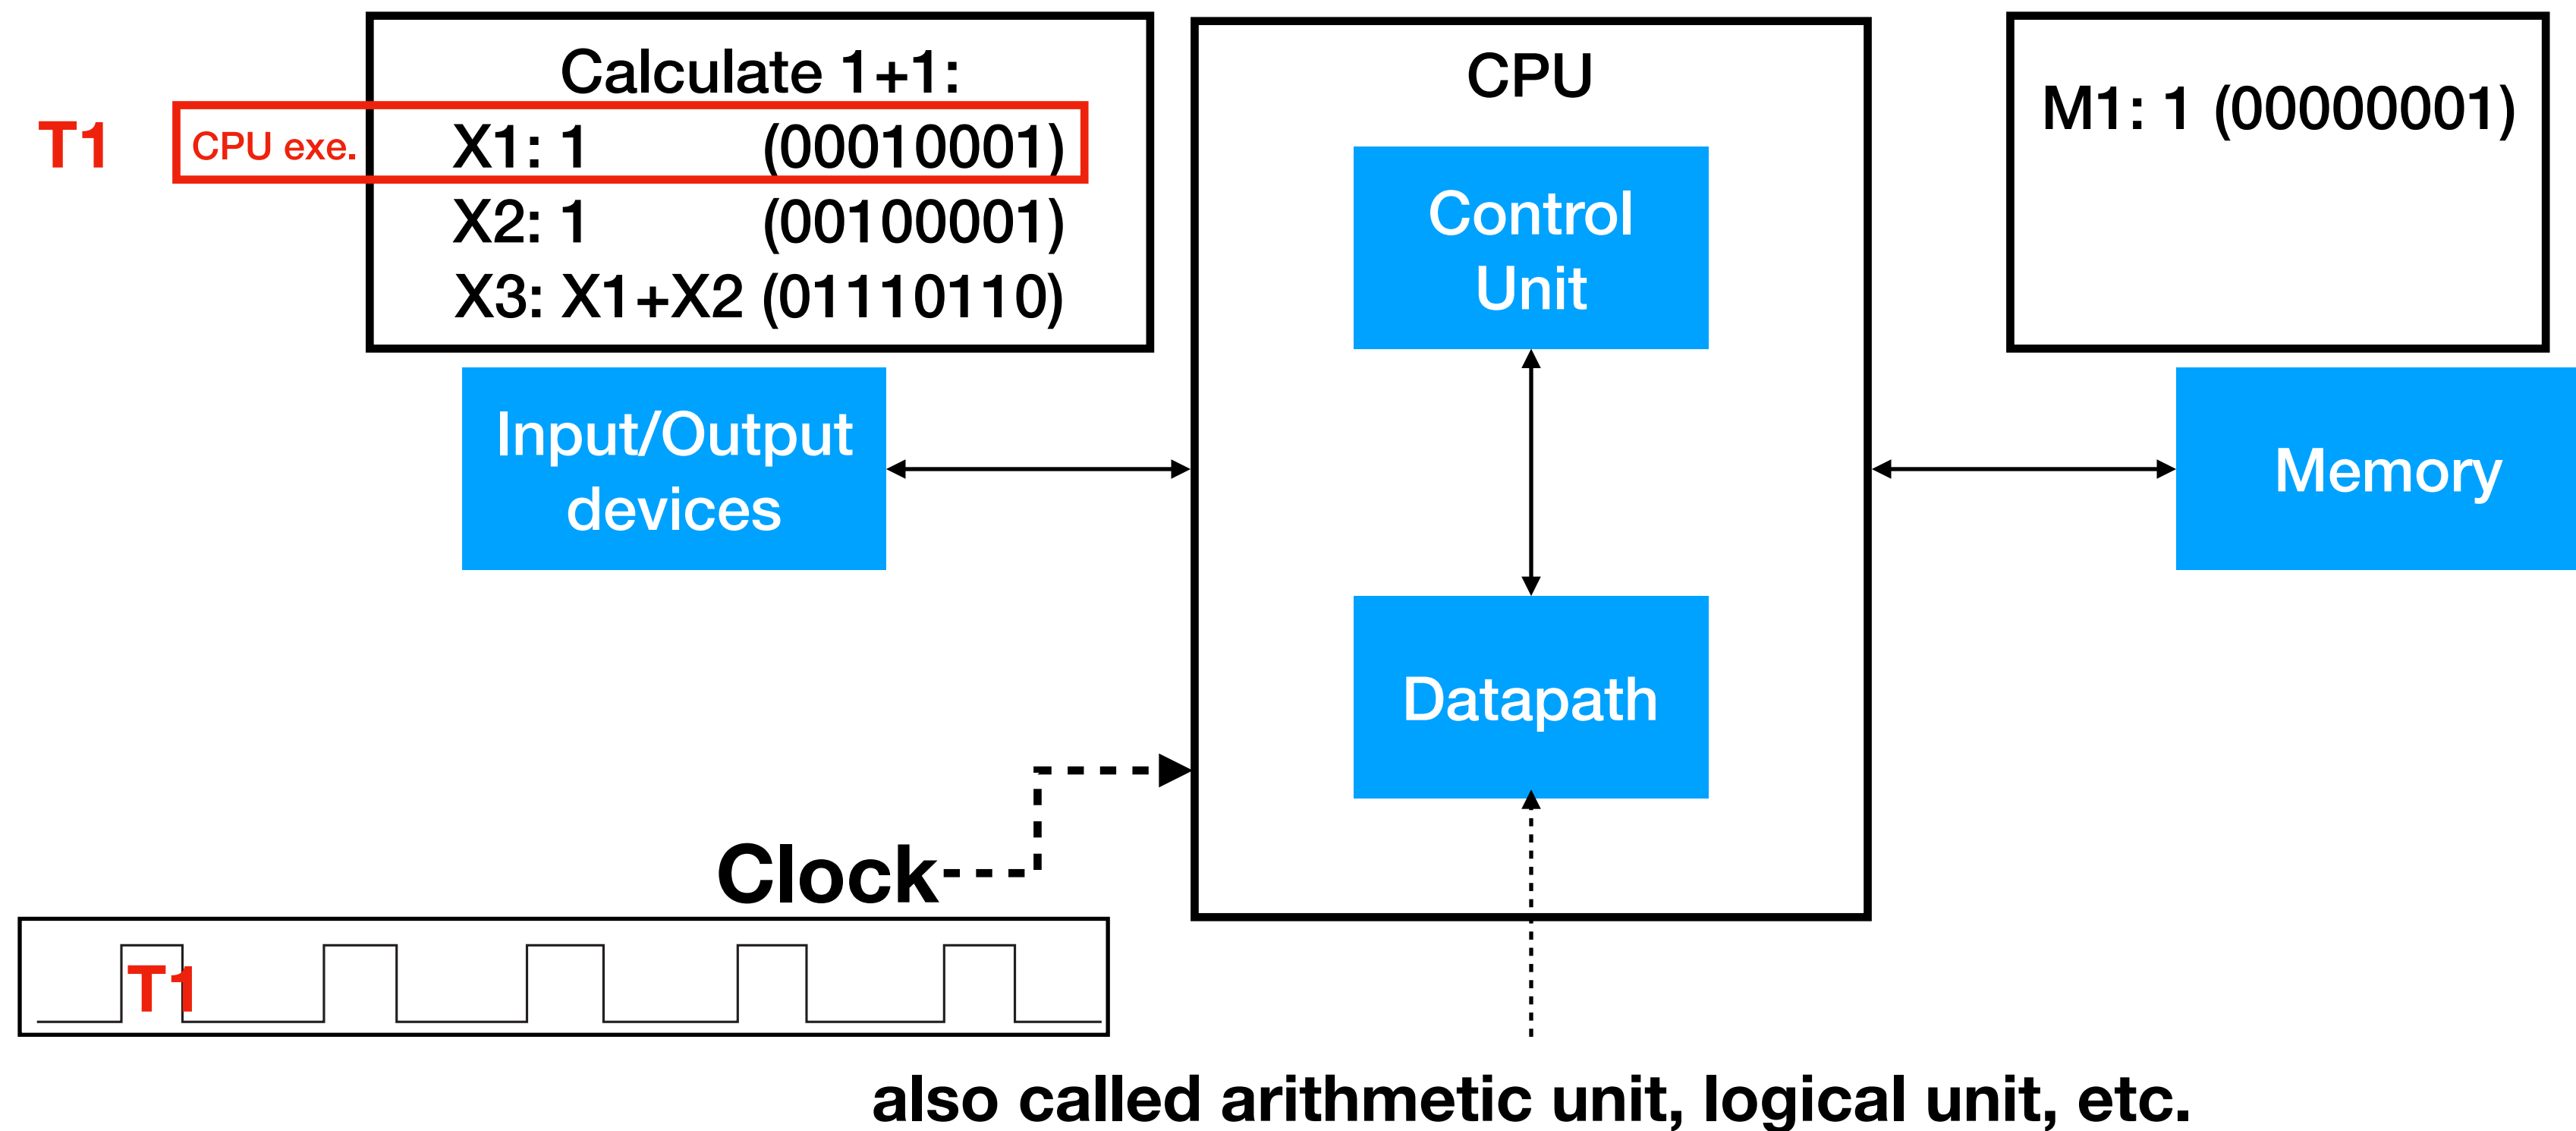 Calculate 1+1:
T1 CPU exe. X1: 1 (00010001)
X2: 1 (00100001)
X3: X1+X2 (01110110)
Input/Output
devices
CPU
Control
Unit
Datapath
M1: 1 (00000001)
Memory
Clock
T1
also called arithmetic unit, logical unit, etc.